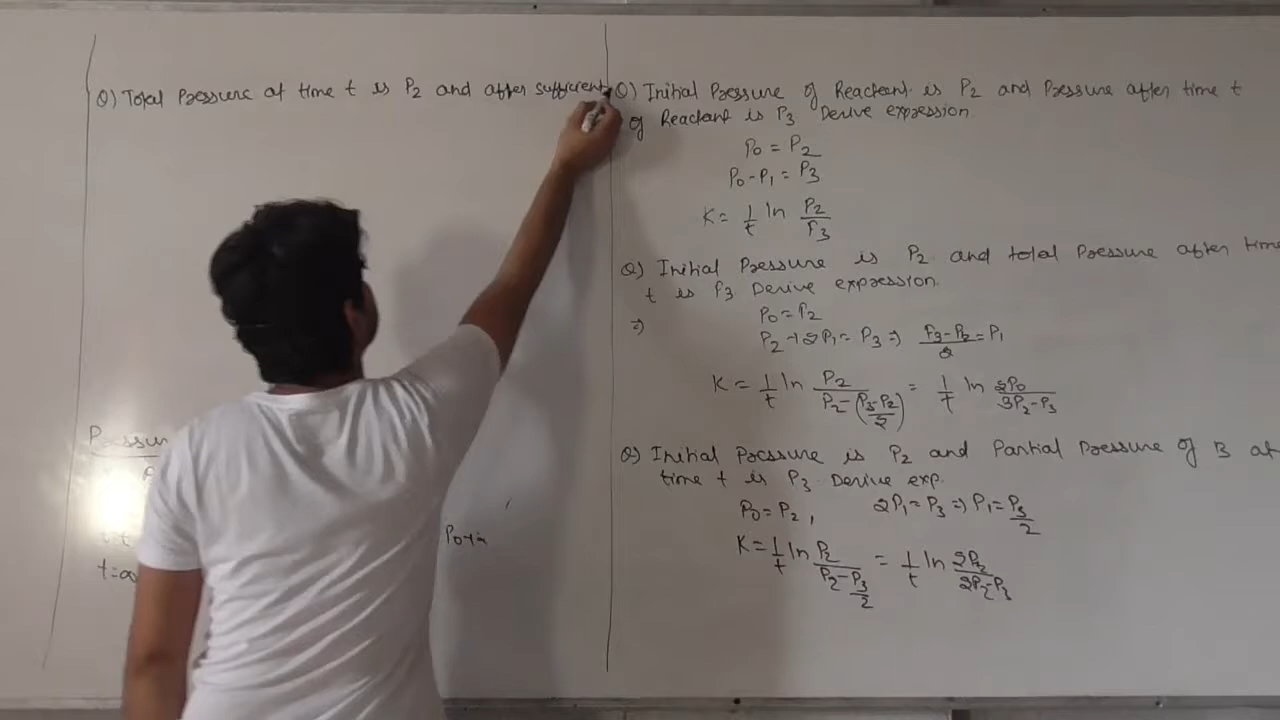 Q) Total Pressure at time t is P2 and after sufficient
Pressur
t=∞
P0+
Q) Initial Pressure of Reactant is P2 and Pressure after time t
of Reactant is P3 Derive expression
P0 = P2
P0-P1 = P3
K= 1/t ln P2/P3
Q) Initial Pressure is P2 and total Pressure after time
t is P3 Derive expression.
P0=P2
⇒ P2+2P1= P3 ⇒ P3-P2/2 = P1
K = 1/t ln P2/P2-(P3-P2/2) = 1/t ln 2P0/3P2-P3
Q) Initial Pressure is P2 and Partial Pressure of B at
time t is P3 Derive exp.
P0=P2, 2P1=P3 ⇒ P1=P3/2
K=1/t ln P2/P2-P3/2 = 1/t ln 2P2/2P2-P3